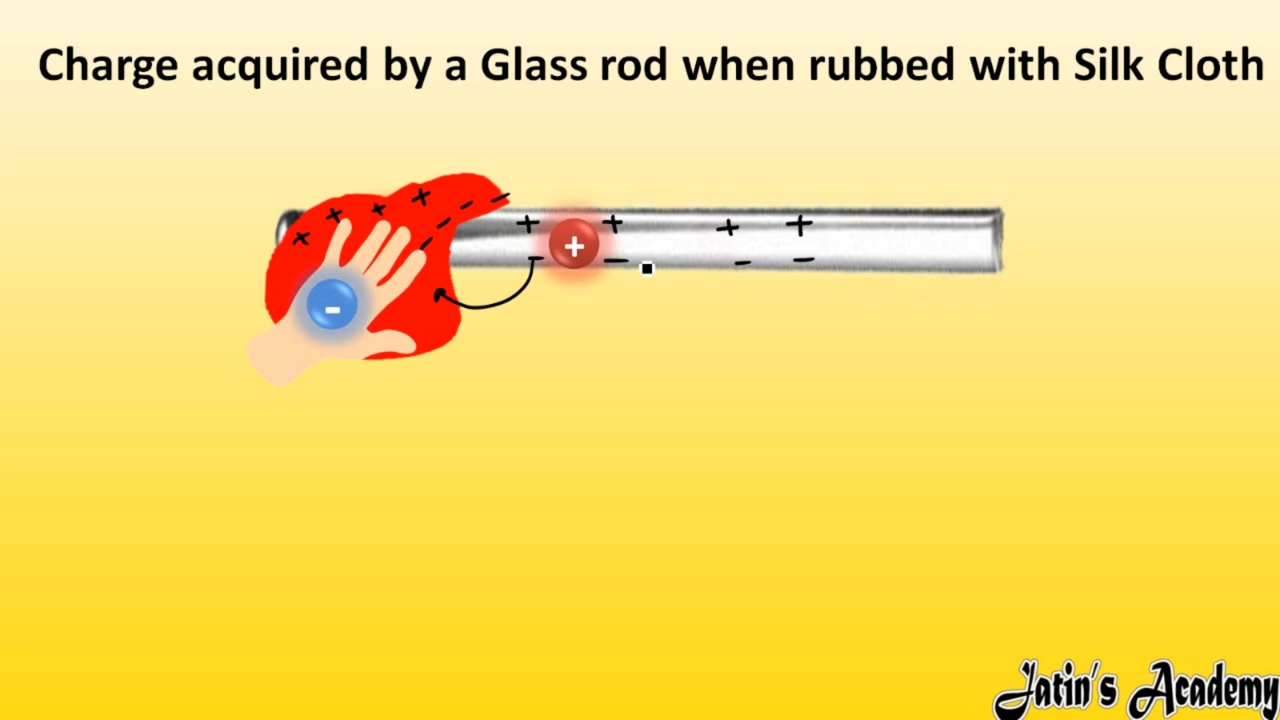 Charge acquired by a Glass rod when rubbed with Silk Cloth
+ + + +
- - - -
+ + + +
- - - -
+
-
Jatin's Academy